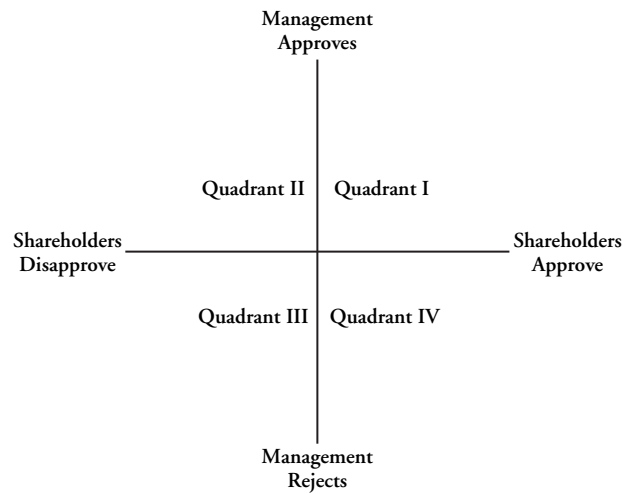 Management
Approves
Quadrant II
Quadrant I
Shareholders
Disapprove
Shareholders
Approve
Quadrant III
Quadrant IV
Management
Rejects